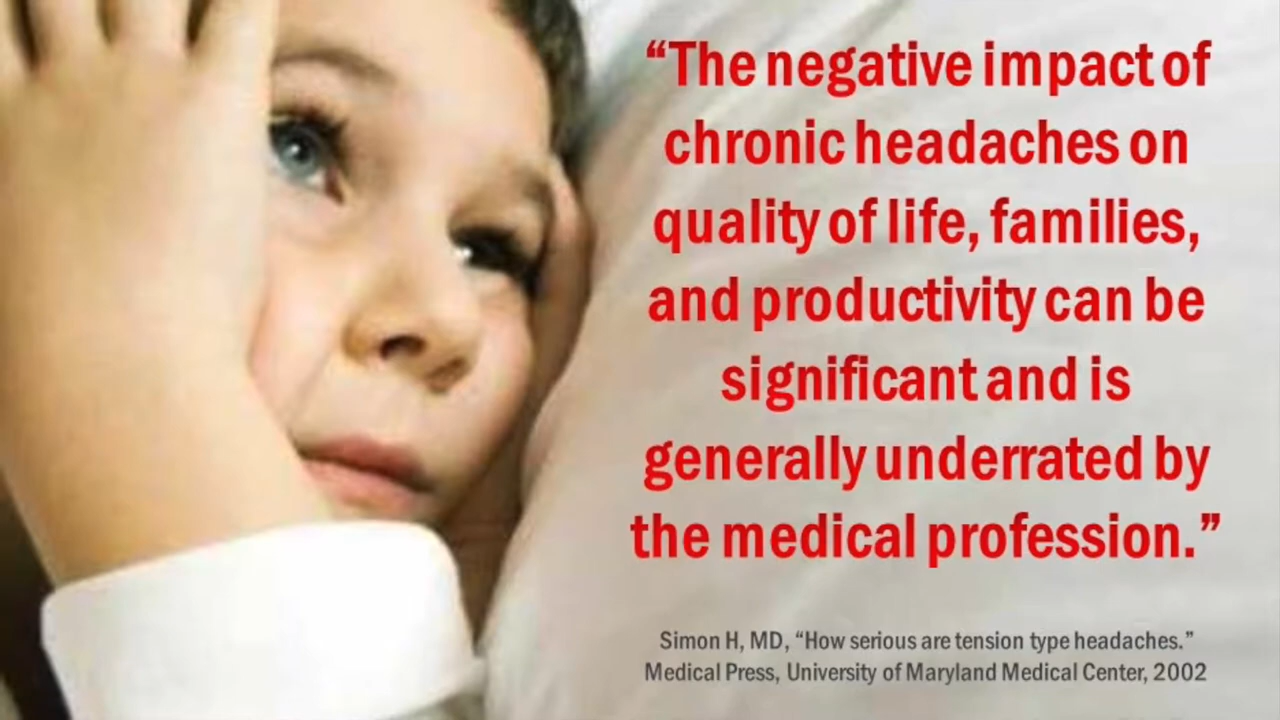 “The negative impact of
chronic headaches on
quality of life, families,
and productivity can be
significant and is
generally underrated by
the medical profession.”
Simon H, MD, “How serious are tension type headaches.”
Medical Press, University of Maryland Medical Center, 2002